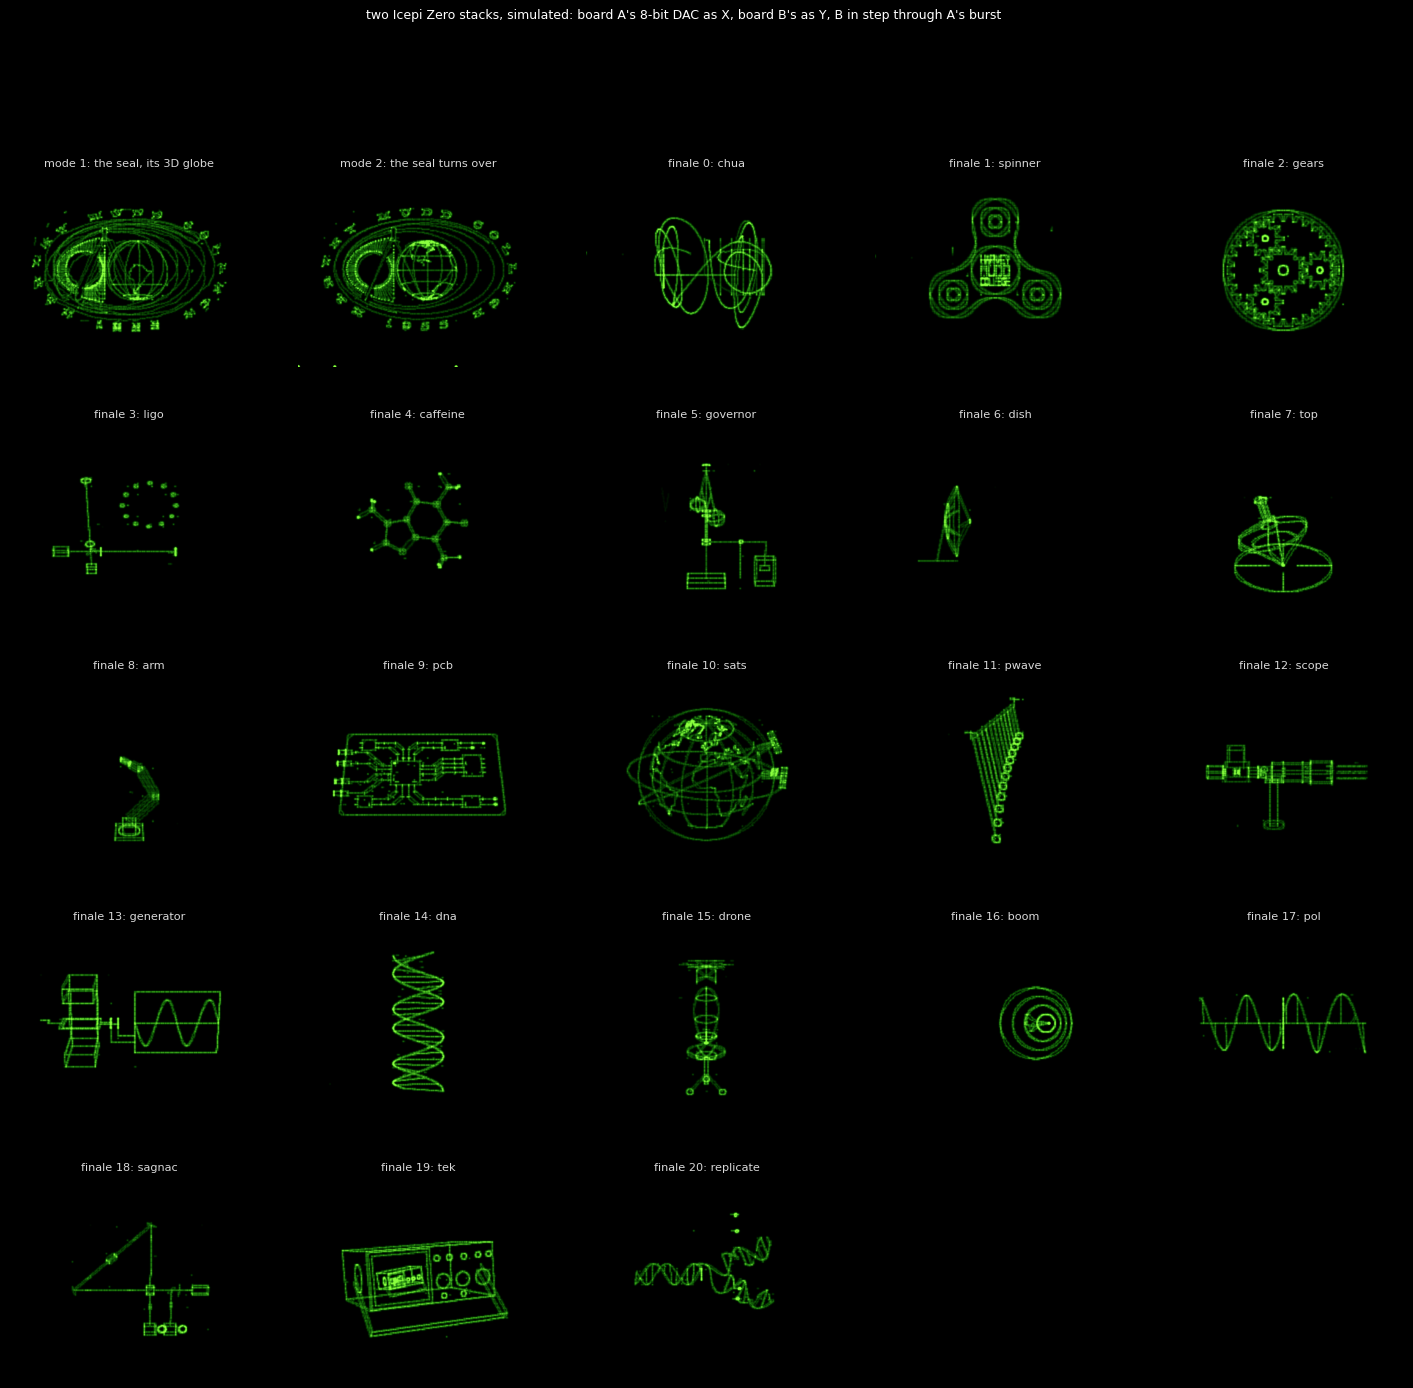 two Icepi Zero stacks, simulated: board A's 8-bit DAC as X, board B's as Y, B in step through A's burst
mode 1: the seal, its 3D globe
mode 2: the seal turns over
finale 0: chua
finale 1: spinner
finale 2: gears
finale 3: ligo
finale 4: caffeine
finale 5: governor
finale 6: dish
finale 7: top
finale 8: arm
finale 9: pcb
finale 10: sats
finale 11: pwave
finale 12: scope
finale 13: generator
finale 14: dna
finale 15: drone
finale 16: boom
finale 17: pol
finale 18: sagnac
finale 19: tek
finale 20: replicate